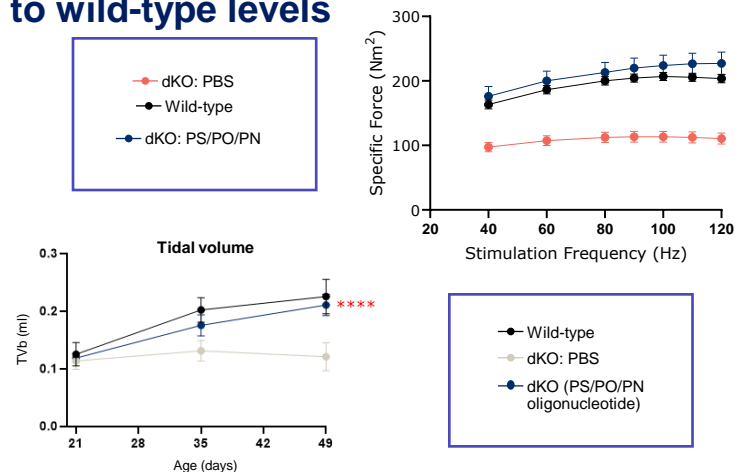 to wild-type levels
dKO: PBS
Wild-type
dKO: PS/PO/PN
Specific Force (Nm²)
300
200
100
0
20 40 60 80 100 120
Stimulation Frequency (Hz)
Tidal volume
TVb (ml)
0.3
0.2
0.1
0.0
****
21 28 35 42 49
Age (days)
Wild-type
dKO: PBS
dKO (PS/PO/PN
oligonucleotide)